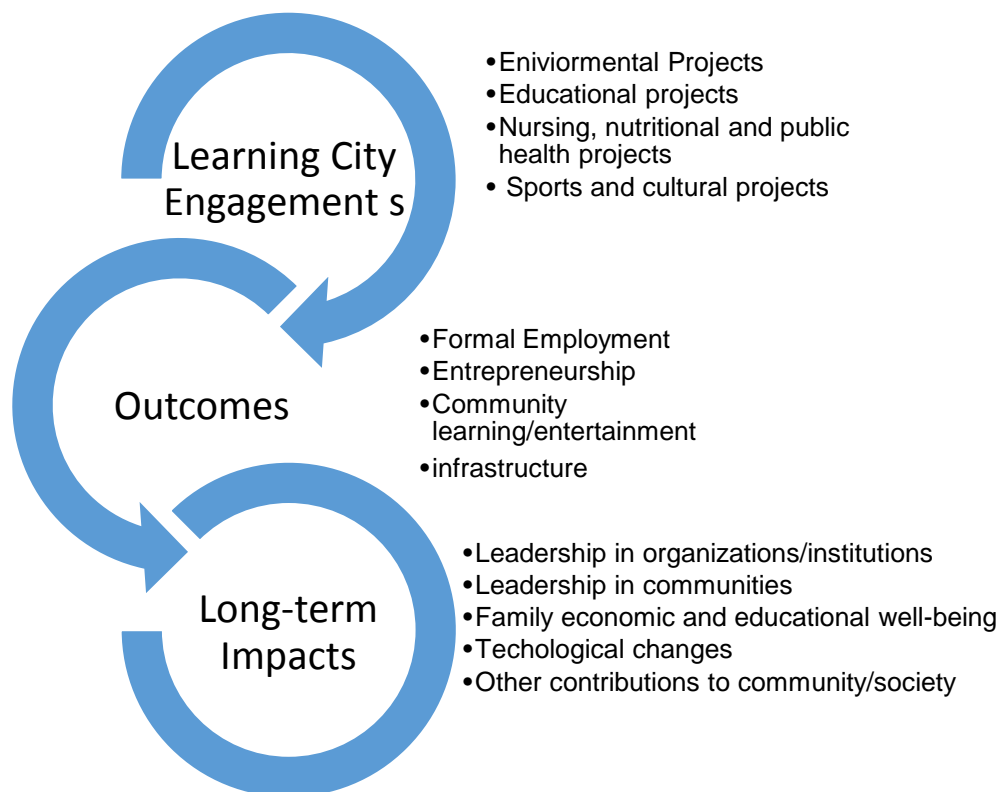 Learning City
Engagement s
•Eniviormental Projects
•Educational projects
•Nursing, nutritional and public
health projects
• Sports and cultural projects
Outcomes
•Formal Employment
•Entrepreneurship
•Community
learning/entertainment
•infrastructure
Long-term
Impacts
•Leadership in organizations/institutions
•Leadership in communities
•Family economic and educational well-being
•Techological changes
•Other contributions to community/society